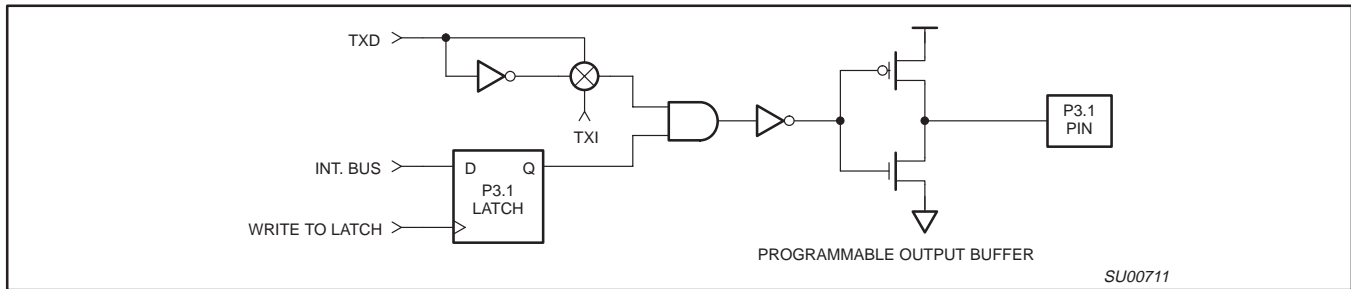 TXD
TXI
P3.1
PIN
INT. BUS
D
Q
P3.1
LATCH
WRITE TO LATCH
PROGRAMMABLE OUTPUT BUFFER
SU00711